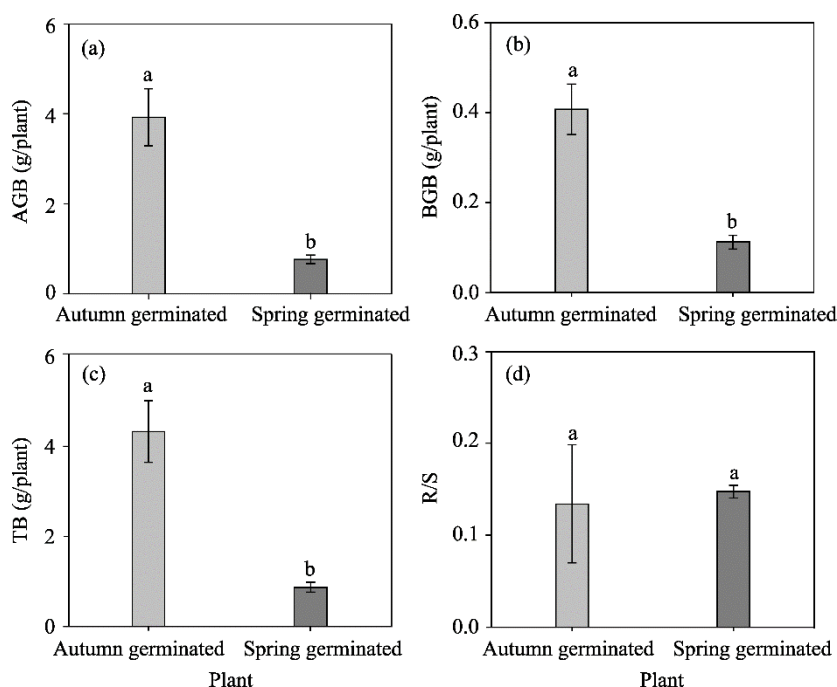 (a)
AGB (g/plant)
6
4
2
0
a
b
Autumn germinated Spring germinated
(b)
BGB (g/plant)
0.6
0.4
0.2
0.0
a
b
Autumn germinated Spring germinated
(c)
TB (g/plant)
6
4
2
0
a
b
Autumn germinated Spring germinated
Plant
(d)
R/S
0.3
0.2
0.1
0.0
a
a
Autumn germinated Spring germinated
Plant